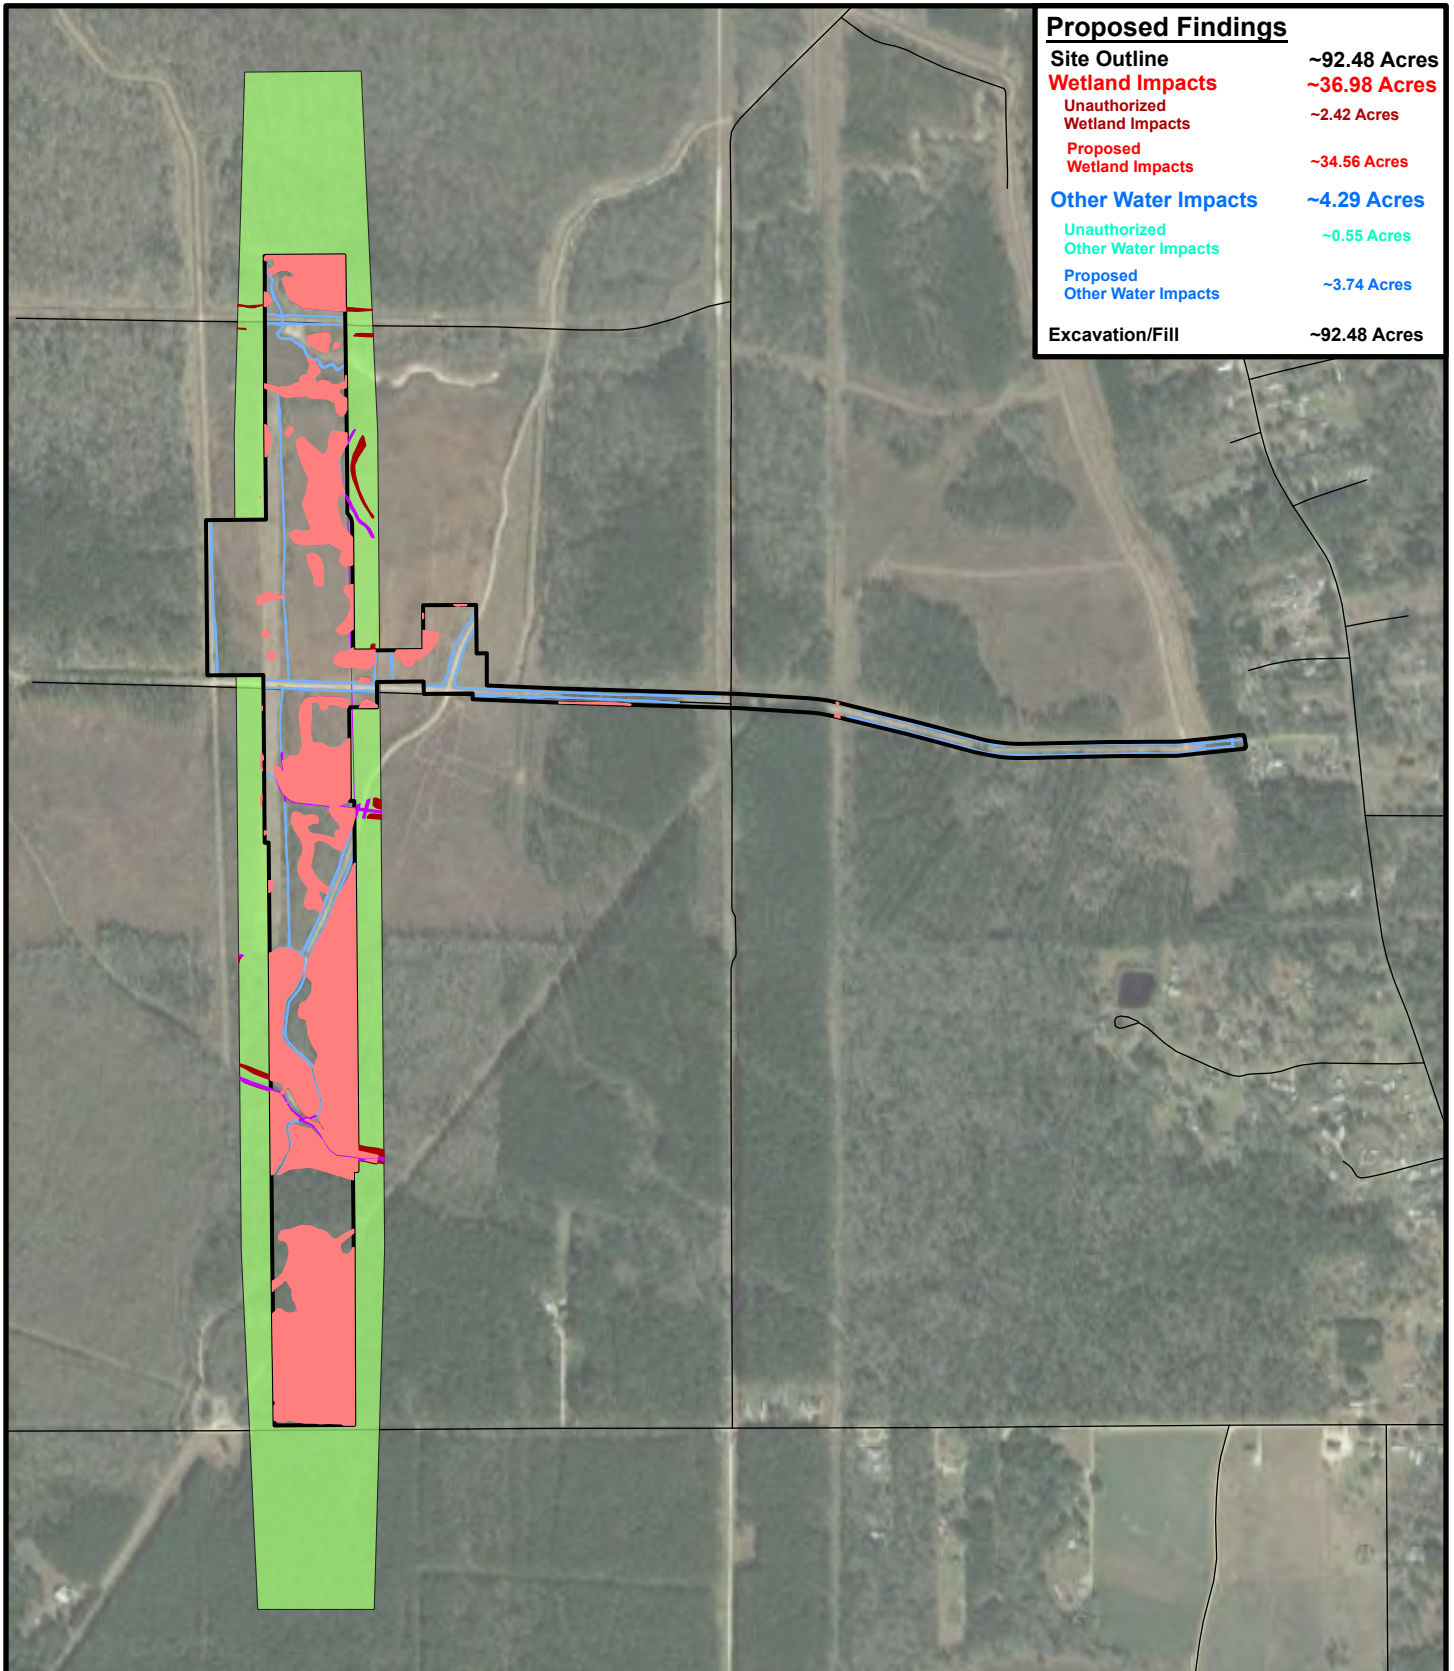 Proposed Findings
Site Outline ~92.48 Acres
Wetland Impacts ~36.98 Acres
Unauthorized
Wetland Impacts ~2.42 Acres
Proposed
Wetland Impacts ~34.56 Acres
Other Water Impacts ~4.29 Acres
Unauthorized
Other Water Impacts ~0.55 Acres
Proposed
Other Water Impacts ~3.74 Acres
Excavation/Fill ~92.48 Acres